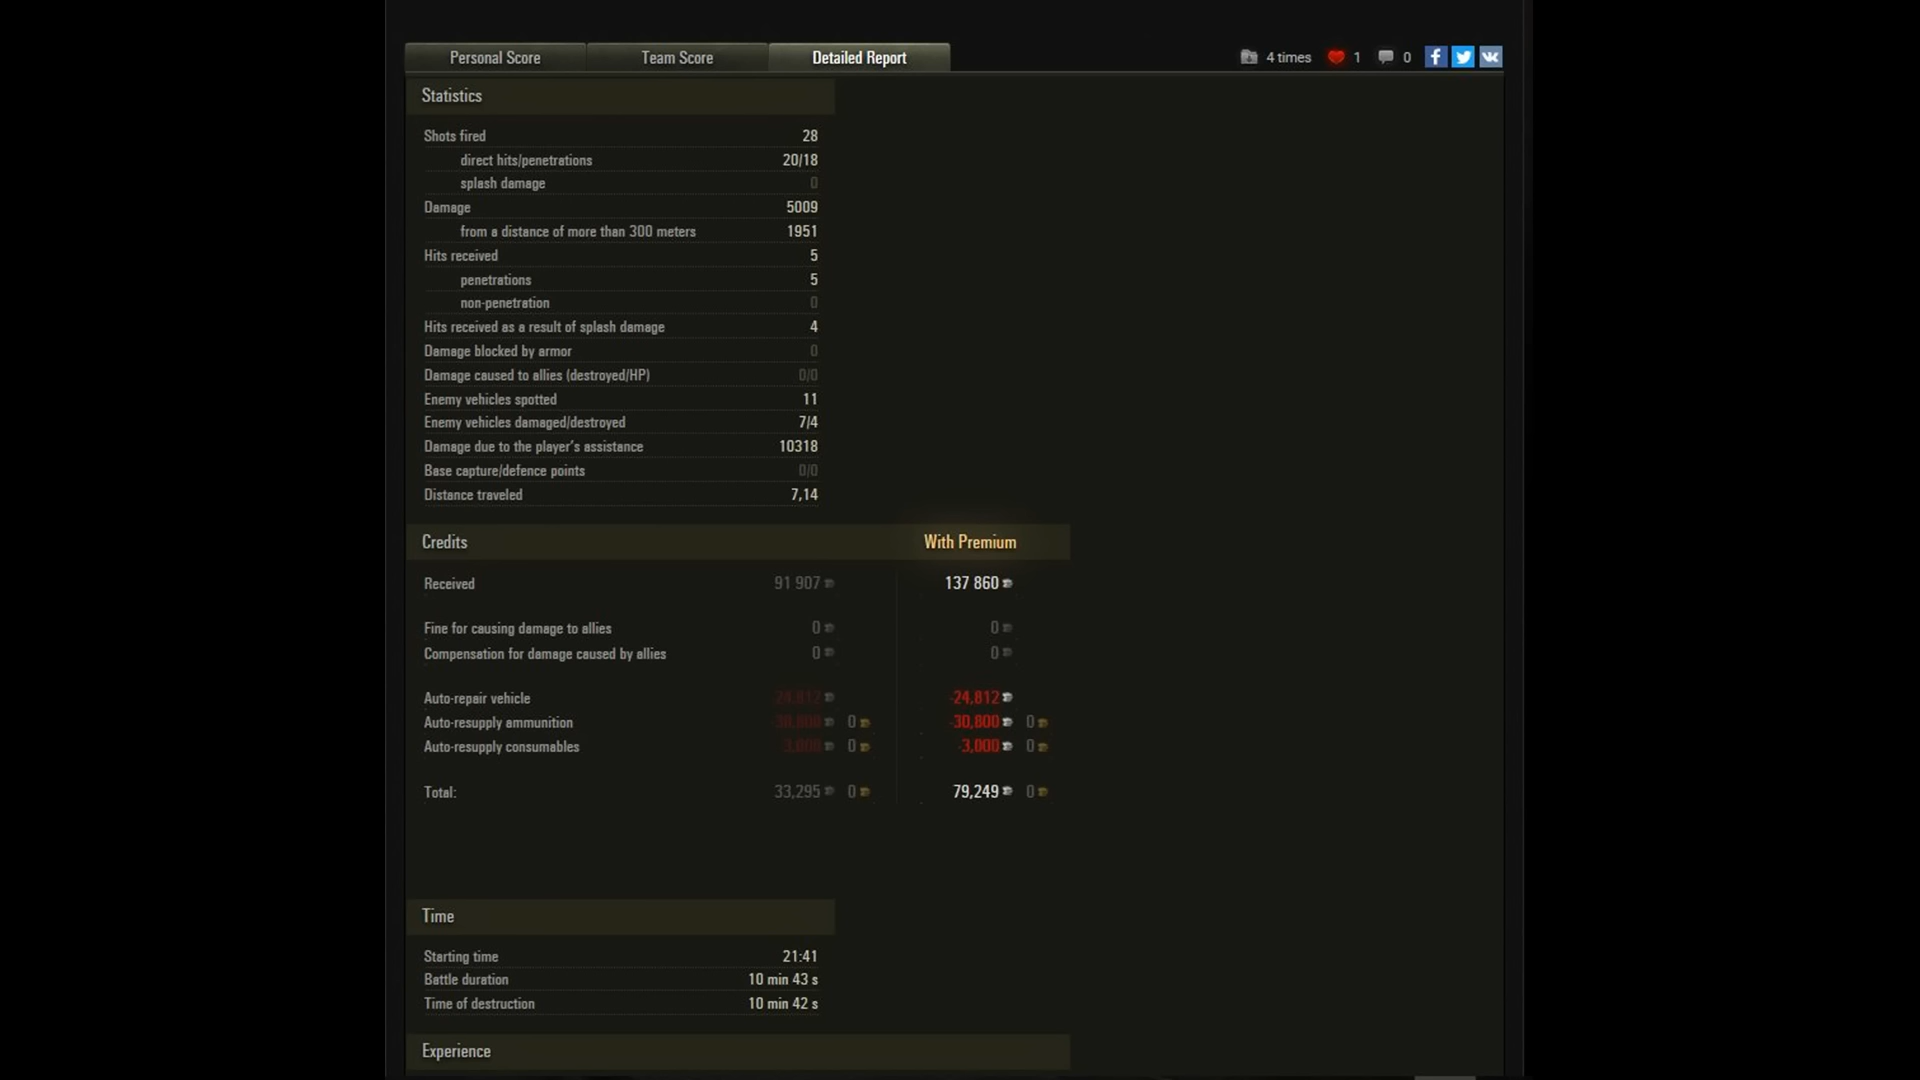 Personal Score Team Score Detailed Report 4 times 1 0
Statistics
Shots fired 28
direct hits/penetrations 20/18
splash damage 0
Damage 5009
from a distance of more than 300 meters 1951
Hits received 5
penetrations 5
non-penetration 0
Hits received as a result of splash damage 4
Damage blocked by armor 0
Damage caused to allies (destroyed/HP) 0/0
Enemy vehicles spotted 11
Enemy vehicles damaged/destroyed 7/4
Damage due to the player's assistance 10318
Base capture/defence points 0/0
Distance traveled 7,14
Credits With Premium
Received 91 907 137 860
Fine for causing damage to allies 0 0
Compensation for damage caused by allies 0 0
Auto-repair vehicle -24,812 -24,812
Auto-resupply ammunition -30,800 0 -30,800 0
Auto-resupply consumables -3,000 0 -3,000 0
Total: 33,295 0 79,249 0
Time
Starting time 21:41
Battle duration 10 min 43 s
Time of destruction 10 min 42 s
Experience